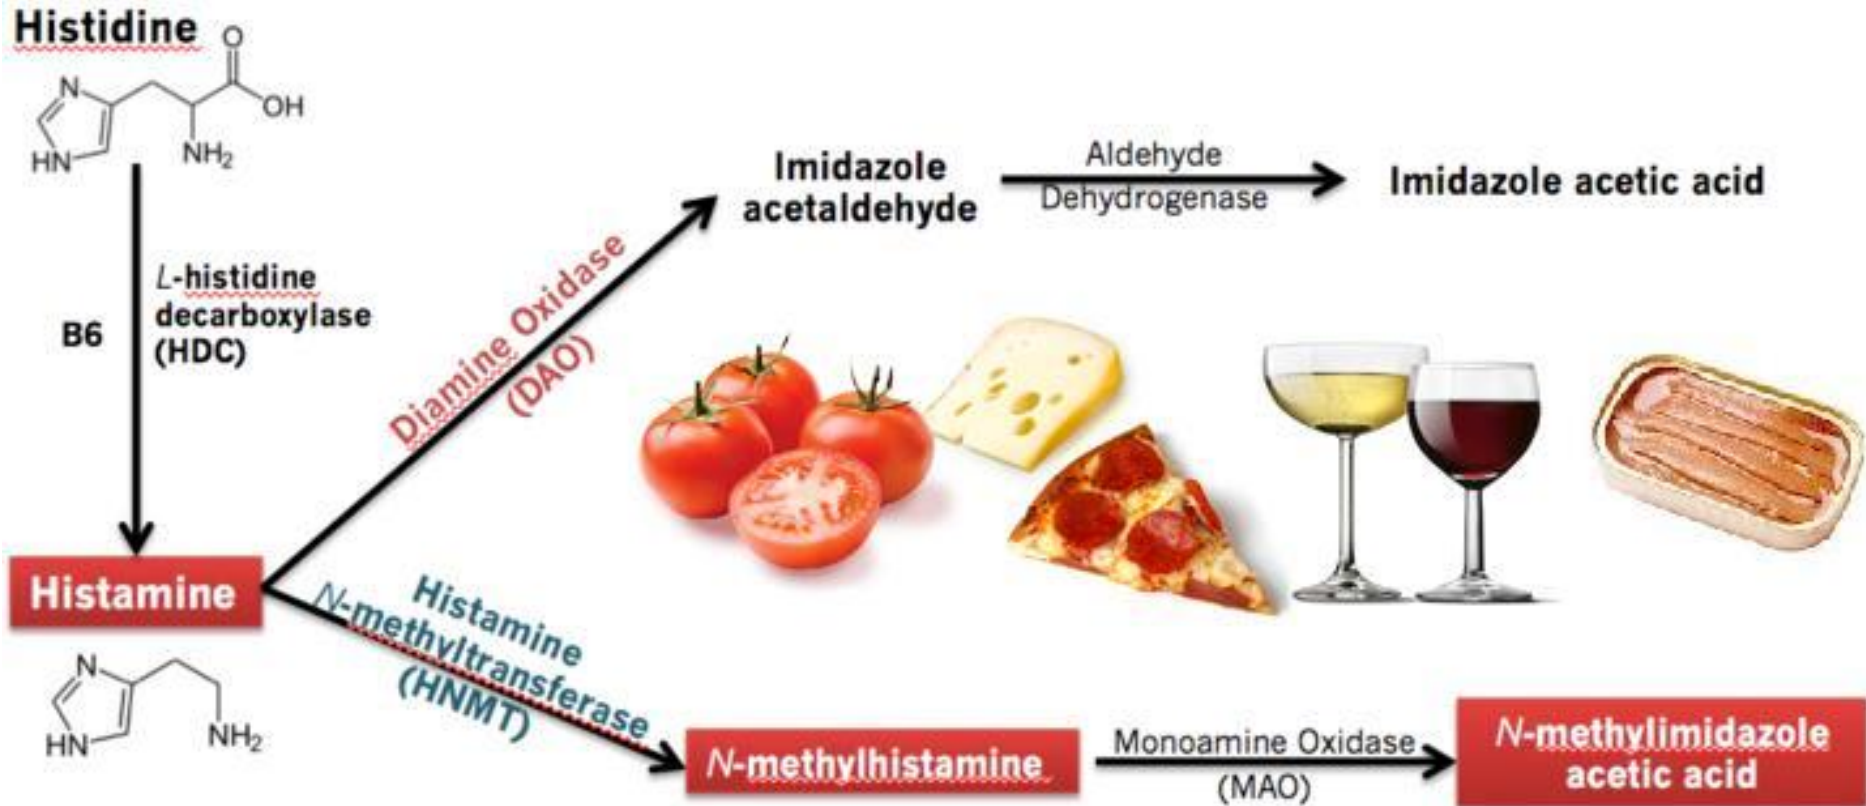 Histidine
O
N
OH
HN
NH2
Imidazole
acetaldehyde
Aldehyde
Dehydrogenase
Imidazole acetic acid
B6
L-histidine
decarboxylase
(HDC)
Diamine Oxidase
(DAO)
Histamine
N
HN
NH2
Histamine
N-methyltransferase
(HNMT)
N-methylhistamine
Monoamine Oxidase
(MAO)
N-methylimidazole
acetic acid